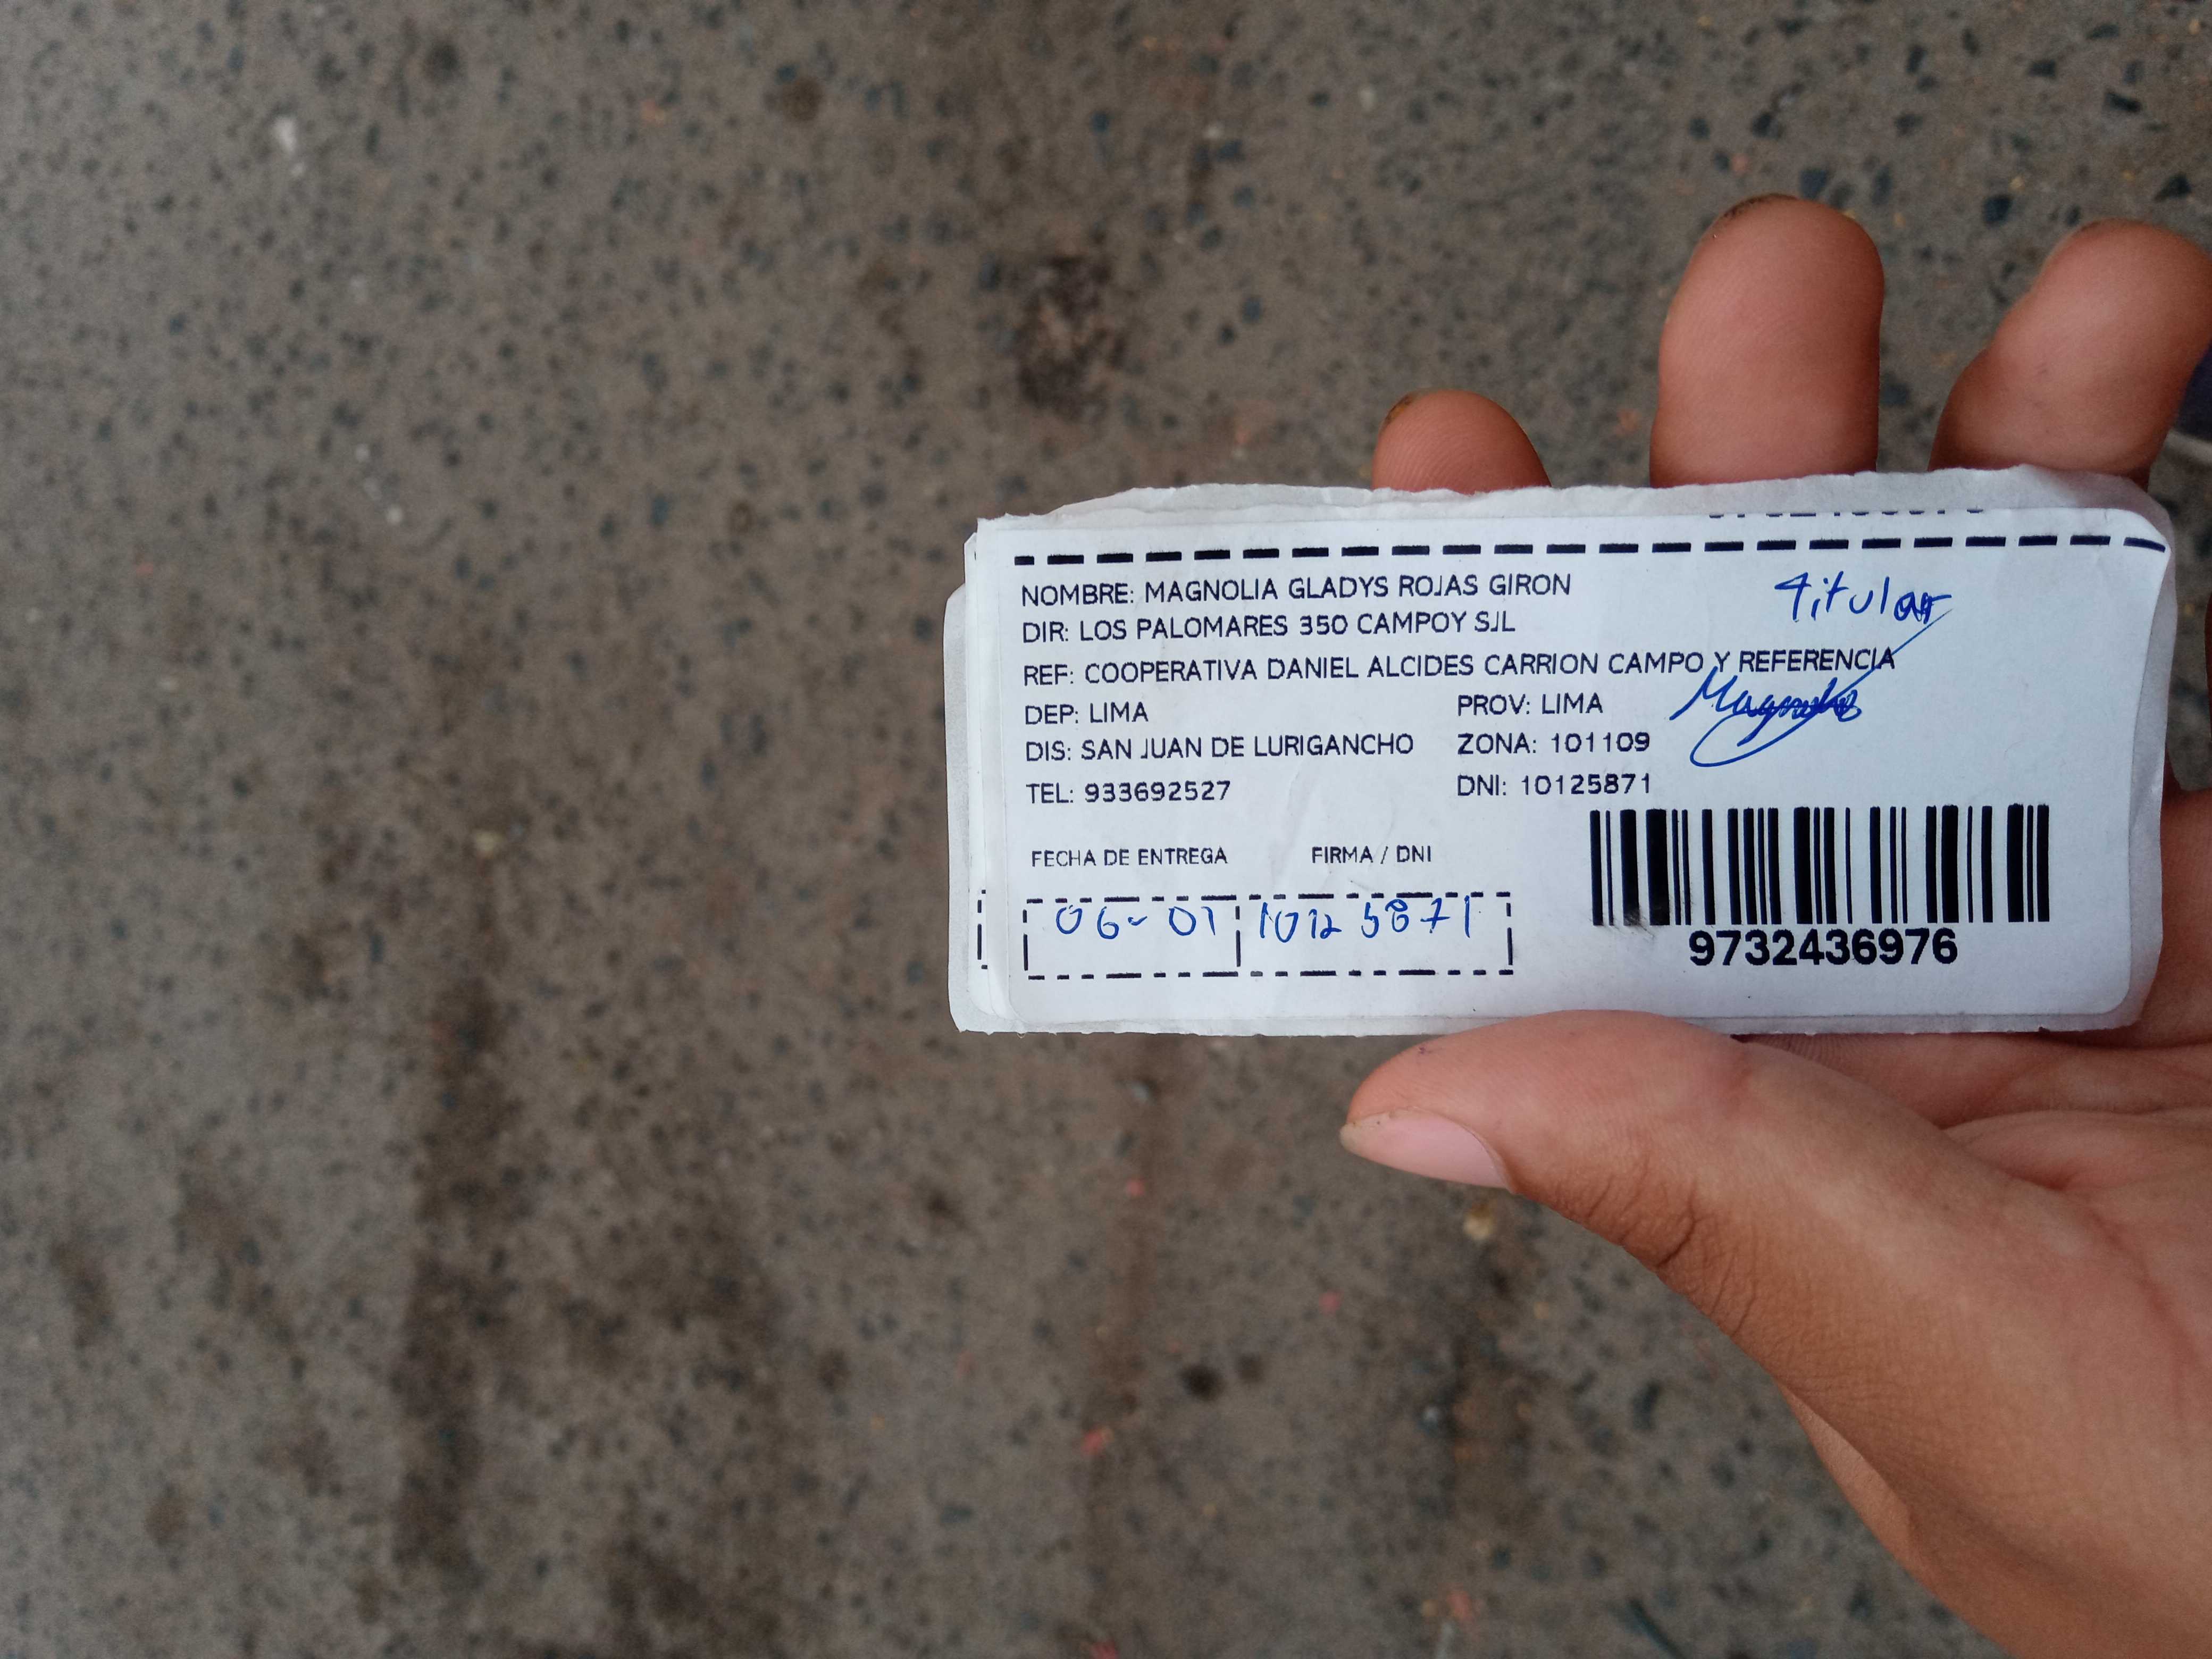 NOMBRE: MAGNOLIA GLADYS ROJAS GIRON
Titular
DIR: LOS PALOMARES 350 CAMPOY SJL
REF: COOPERATIVA DANIEL ALCIDES CARRION CAMPO Y REFERENCIA
DEP: LIMA PROV: LIMA
DIS: SAN JUAN DE LURIGANCHO ZONA: 101109
TEL: 933692527 DNI: 10125871
FECHA DE ENTREGA FIRMA / DNI
06-01 10125871
9732436976